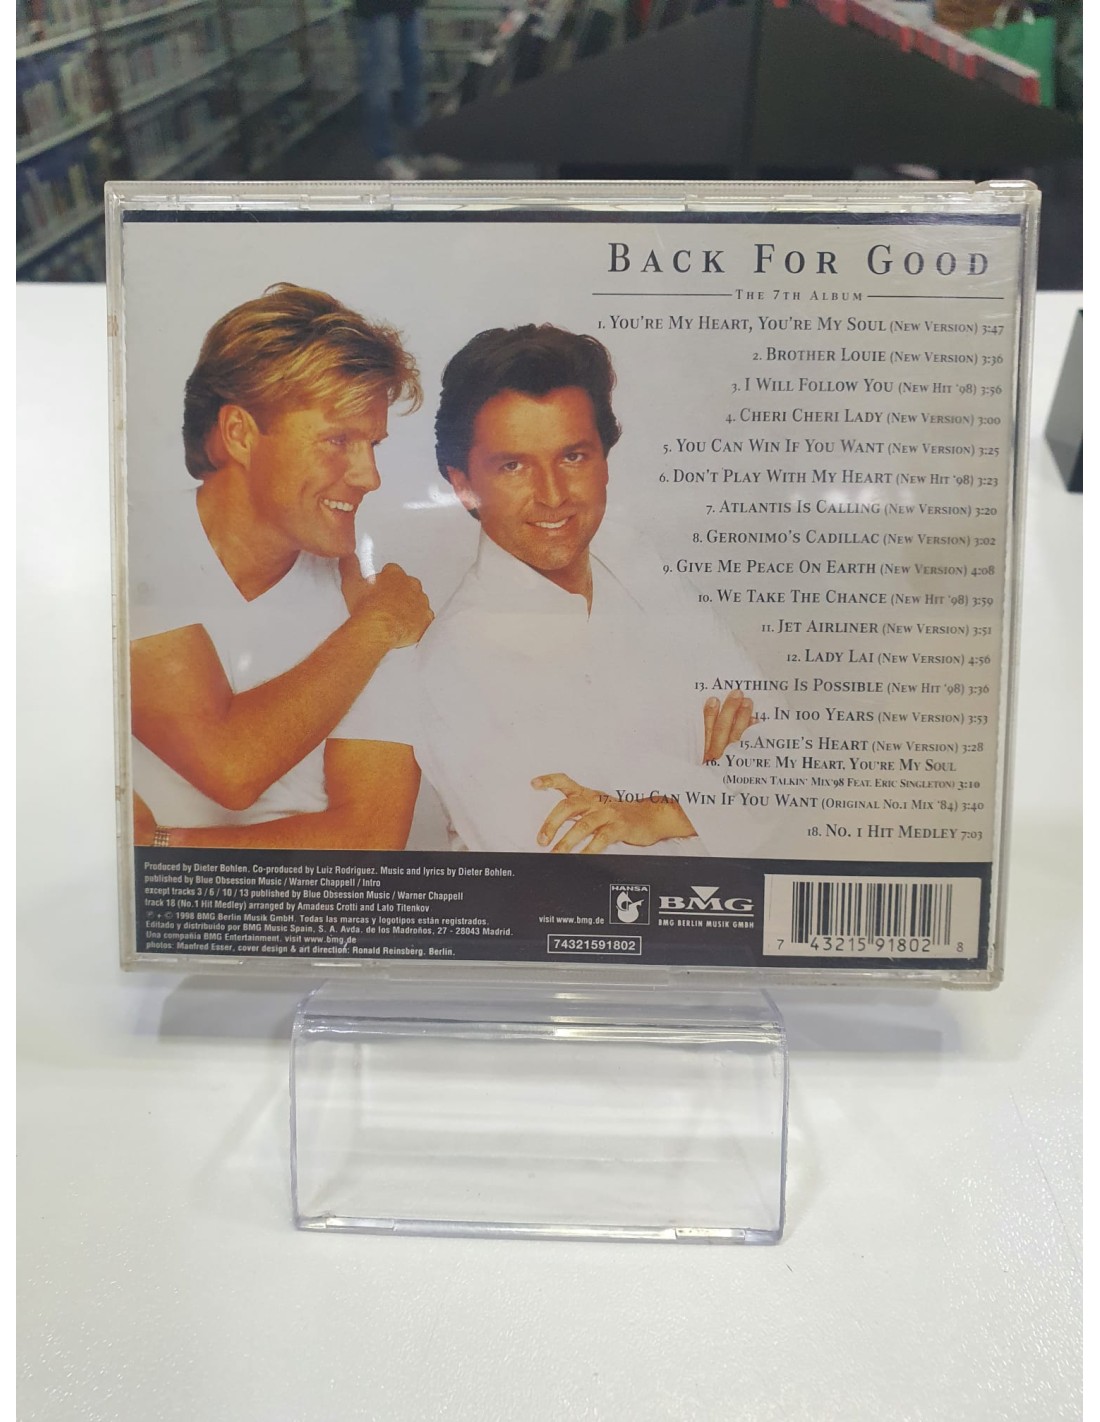 BACK FOR GOOD
THE 7TH ALBUM
1. YOU'RE MY HEART, YOU'RE MY SOUL (NEW VERSION) 3:47
2. BROTHER LOUIE (NEW VERSION) 3:36
3. I WILL FOLLOW YOU (NEW HIT '98) 3:56
4. CHERI CHERI LADY (NEW VERSION) 3:00
5. YOU CAN WIN IF YOU WANT (NEW VERSION) 3:25
6. DON'T PLAY WITH MY HEART (NEW HIT '98) 3:23
7. ATLANTIS IS CALLING (NEW VERSION) 3:20
8. GERONIMO'S CADILLAC (NEW VERSION) 3:02
9. GIVE ME PEACE ON EARTH (NEW VERSION) 4:08
10. WE TAKE THE CHANCE (NEW HIT '98) 3:59
11. JET AIRLINER (NEW VERSION) 3:51
12. LADY LAI (NEW VERSION) 4:56
13. ANYTHING IS POSSIBLE (NEW HIT '98) 3:36
14. IN 100 YEARS (NEW VERSION) 3:53
15. ANGIE'S HEART (NEW VERSION) 3:28
16. YOU'RE MY HEART, YOU'RE MY SOUL
(MODERN TALKIN' MIX '98 FEAT. ERIC SINGLETON) 3:10
17. YOU CAN WIN IF YOU WANT (ORIGINAL NO.1 MIX '84) 3:40
18. NO. 1 HIT MEDLEY 7:03
Produced by Dieter Bohlen. Co-produced by Luiz Rodriguez. Music and lyrics by Dieter Bohlen.
published by Blue Obsession Music / Warner Chappell / Intro
except tracks 3 / 6 / 10 / 13 published by Blue Obsession Music / Warner Chappell
track 18 (No.1 Hit Medley) arranged by Amadeus Crotti and Lato Titenkov
℗ + © 1998 BMG Berlin Musik GmbH. Todas las marcas y logotipos están registrados.
Editado y distribuido por BMG Music Spain, S. A. Avda. de los Madroños, 27 - 28043 Madrid.
Una compañía BMG Entertainment. visit www.bmg.de
photos: Manfred Esser, cover design & art direction: Ronald Reinsberg. Berlin.
visit www.bmg.de
HANSA
BMG
BMG BERLIN MUSIK GMBH
74321591802
7 43215 91802 8